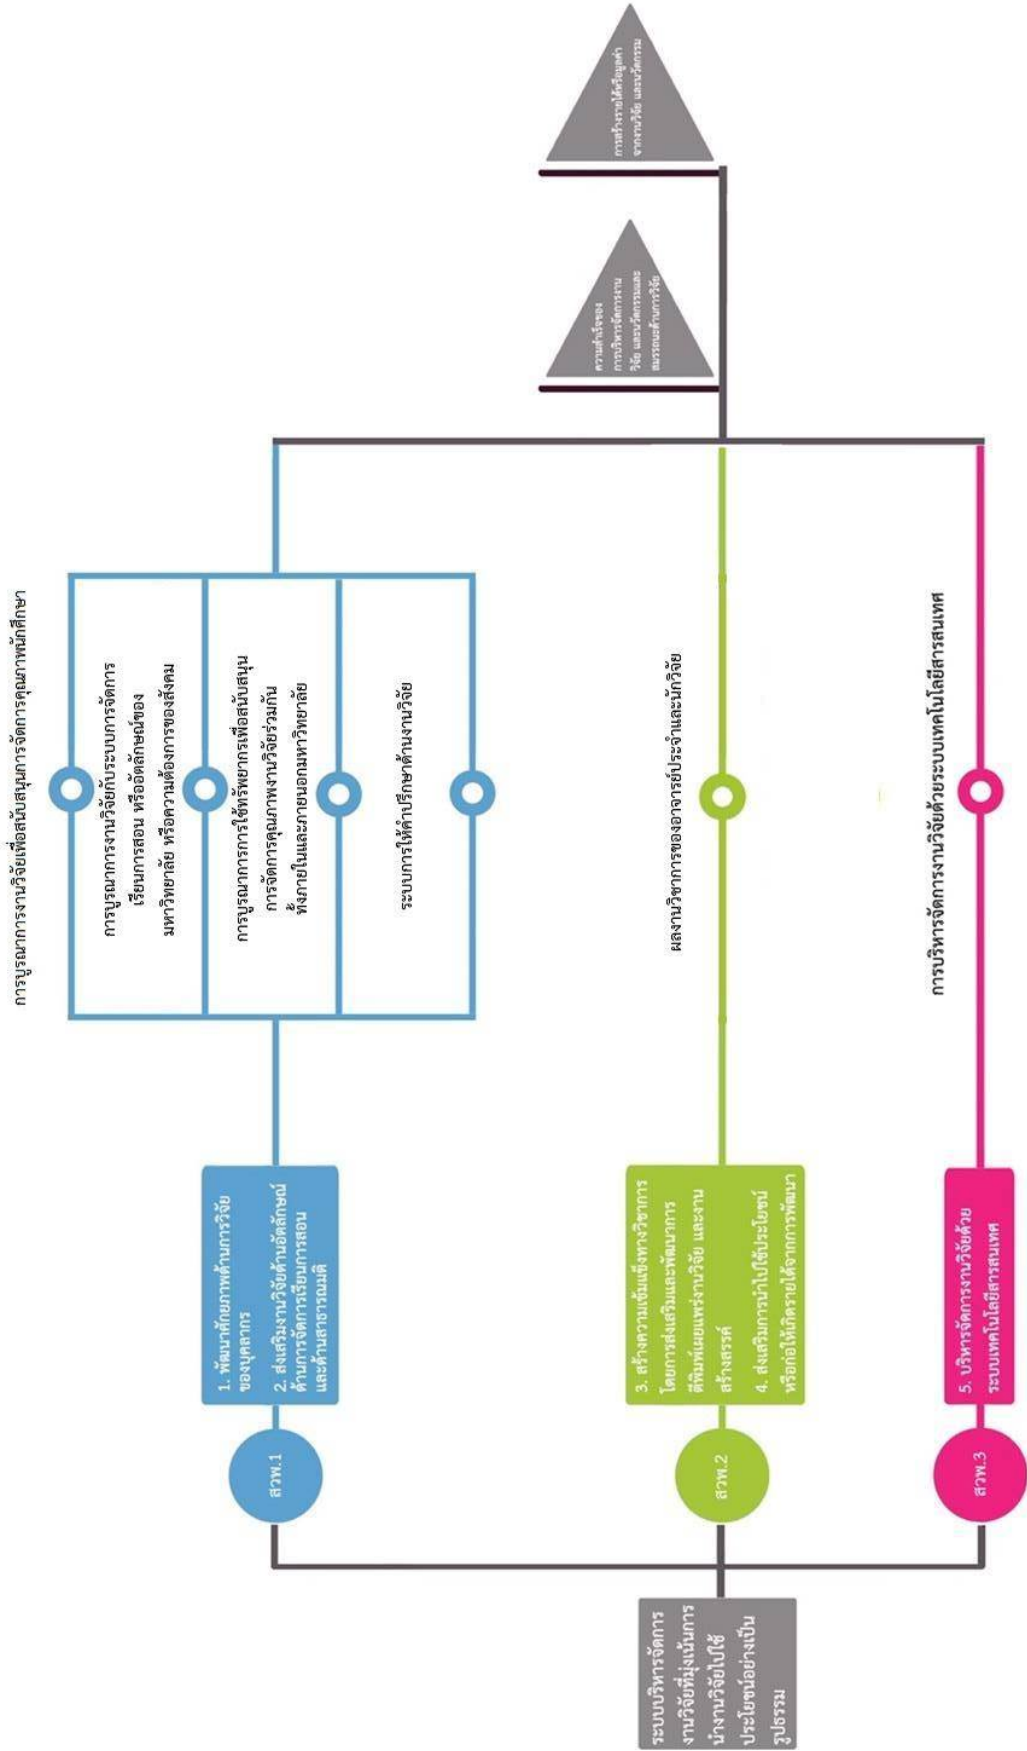 ระบบบริหารจัดการ
งานวิจัยที่มุ่งเน้นการ
นำงานวิจัยไปใช้
ประโยชน์อย่างเป็น
รูปธรรม
สวพ.1
1. พัฒนาศักยภาพด้านการวิจัย
ของบุคลากร
2. ส่งเสริมงานวิจัยด้านอัตลักษณ์
ด้านการจัดการเรียนการสอน
และด้านสาธารณมติ
การบูรณาการงานวิจัยเพื่อสนับสนุนการจัดการคุณภาพนักศึกษา
การบูรณาการงานวิจัยกับระบบการจัดการ
เรียนการสอน หรืออัตลักษณ์ของ
มหาวิทยาลัย หรือความต้องการของสังคม
การบูรณาการการใช้ทรัพยากรเพื่อสนับสนุน
การจัดการคุณภาพงานวิจัยร่วมกัน
ทั้งภายในและภายนอกมหาวิทยาลัย
ระบบการให้คำปรึกษาด้านงานวิจัย
สวพ.2
3. สร้างความเข้มแข็งทางวิชาการ
โดยการส่งเสริมและพัฒนาการ
ตีพิมพ์เผยแพร่งานวิจัย และงาน
สร้างสรรค์
4. ส่งเสริมการนำไปใช้ประโยชน์
หรือก่อให้เกิดรายได้จากการพัฒนา
ผลงานวิชาการของอาจารย์ประจำและนักวิจัย
สวพ.3
5. บริหารจัดการงานวิจัยด้วย
ระบบเทคโนโลยีสารสนเทศ
การบริหารจัดการงานวิจัยด้วยระบบเทคโนโลยีสารสนเทศ
ความสำเร็จของ
การบริหารจัดการงาน
วิจัย และนวัตกรรมและ
สมรรถนะด้านการวิจัย
การสร้างรายได้หรือมูลค่า
จากงานวิจัย และนวัตกรรม